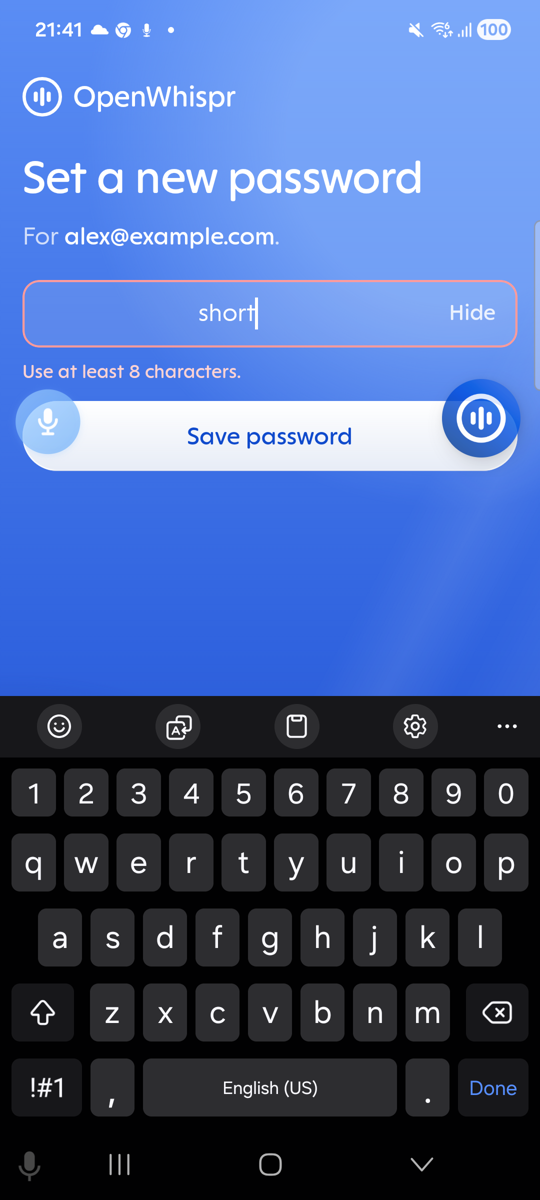 21:41
100
OpenWhispr
Set a new password
For alex@example.com.
short Hide
Use at least 8 characters.
Save password
1 2 3 4 5 6 7 8 9 0
q w e r t y u i o p
a s d f g h j k l
z x c v b n m
!#1 , English (US) . Done